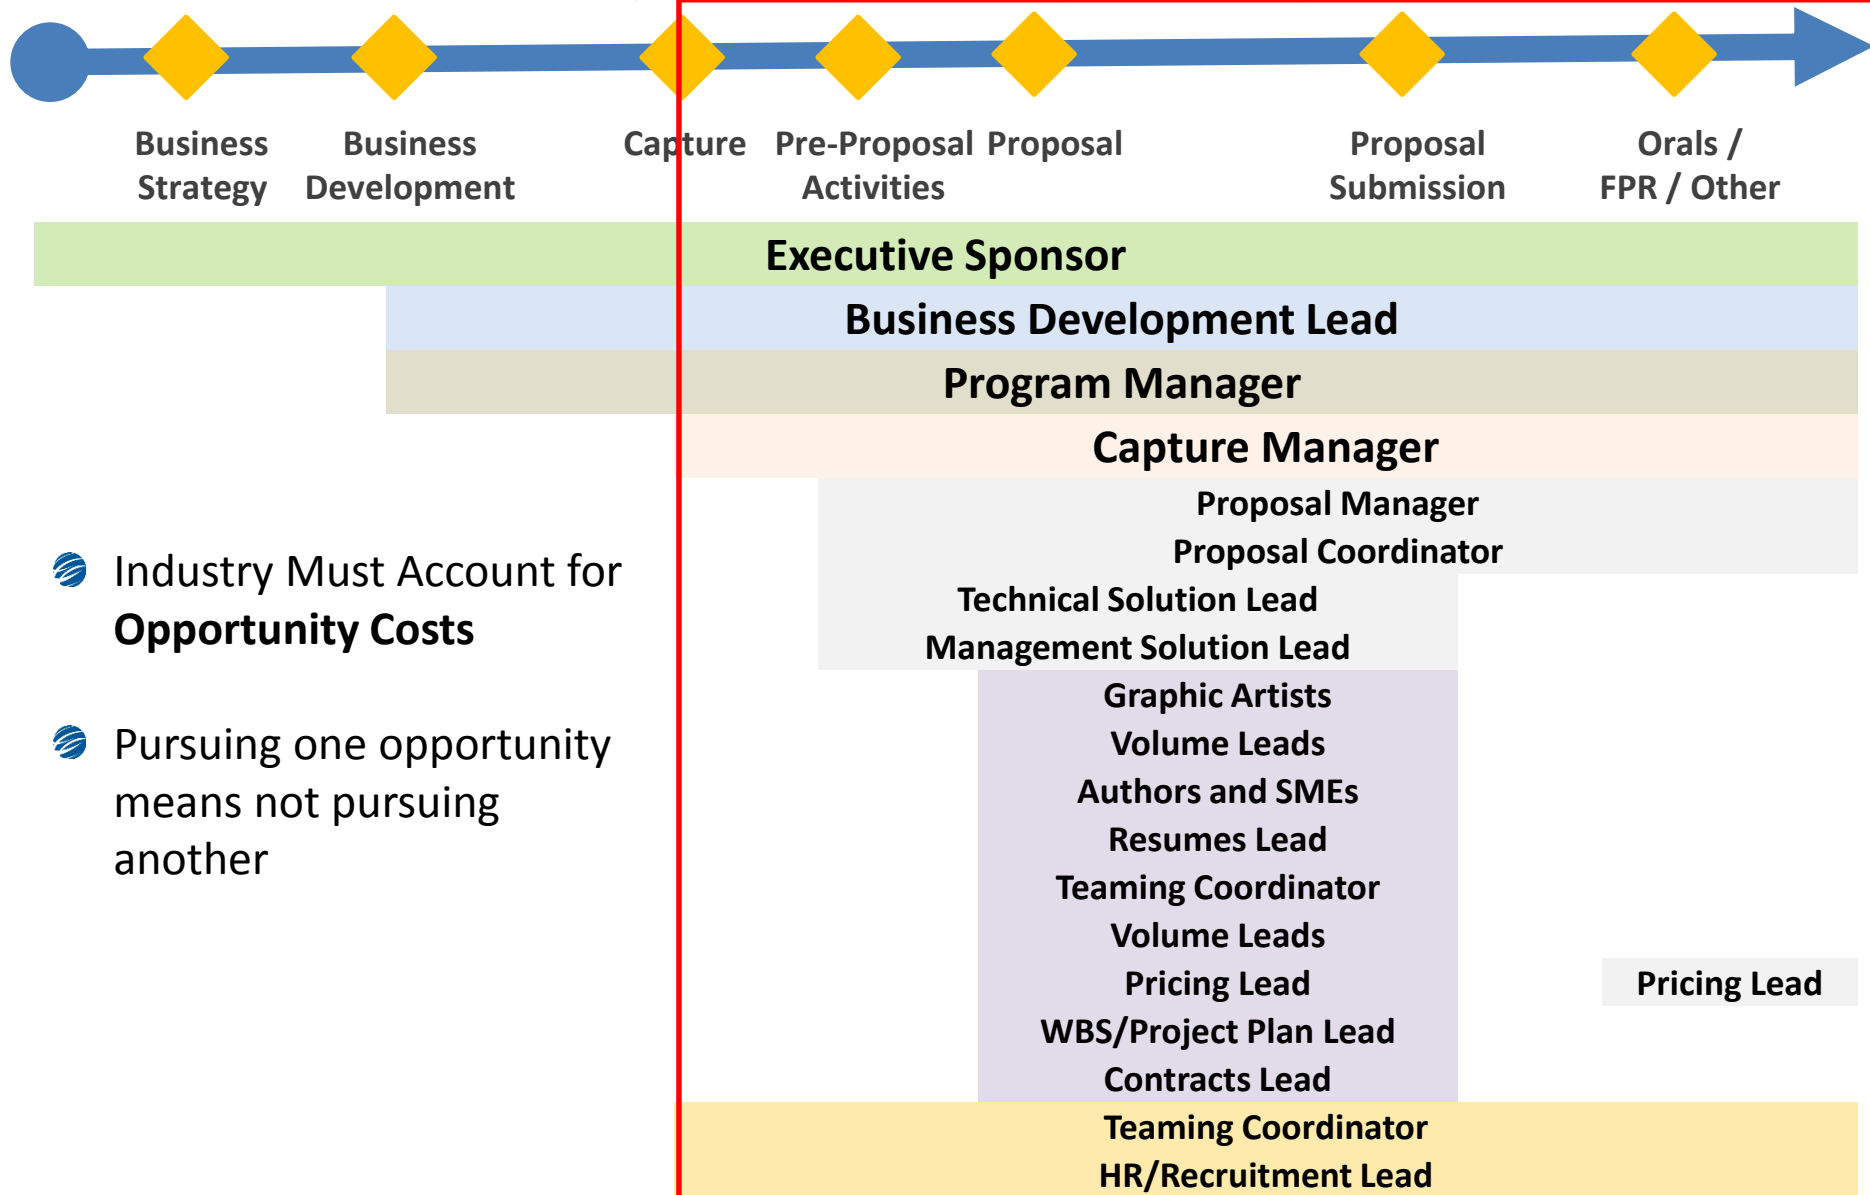 Business
Strategy
Business
Development
Capture
Pre-Proposal
Activities
Proposal
Proposal
Submission
Orals /
FPR / Other
Executive Sponsor
Business Development Lead
Program Manager
Capture Manager
Proposal Manager
Proposal Coordinator
Technical Solution Lead
Management Solution Lead
Industry Must Account for
Opportunity Costs
Pursuing one opportunity
means not pursuing
another
Graphic Artists
Volume Leads
Authors and SMEs
Resumes Lead
Teaming Coordinator
Volume Leads
Pricing Lead
Pricing Lead
WBS/Project Plan Lead
Contracts Lead
Teaming Coordinator
HR/Recruitment Lead